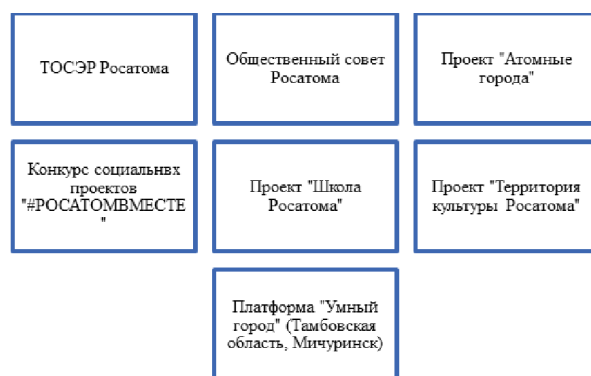 ТОСЭР Росатома
Общественный совет
Росатома
Проект "Атомные
города"
Конкурс социальнвх
проектов
"#РОСАТОМВМЕСТЕ
"
Проект "Школа
Росатома"
Проект "Территория
культуры Росатома"
Платформа "Умный
город" (Тамбовская
область, Мичуринск)